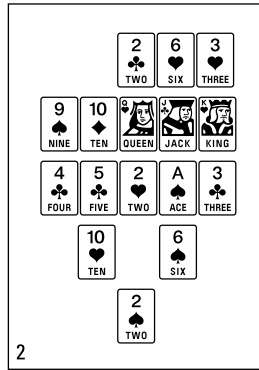 2 6 3
TWO SIX THREE
9 10 Q J K
NINE TEN QUEEN JACK KING
4 5 2 A 3
FOUR FIVE TWO ACE THREE
10 6
TEN SIX
2
TWO
2